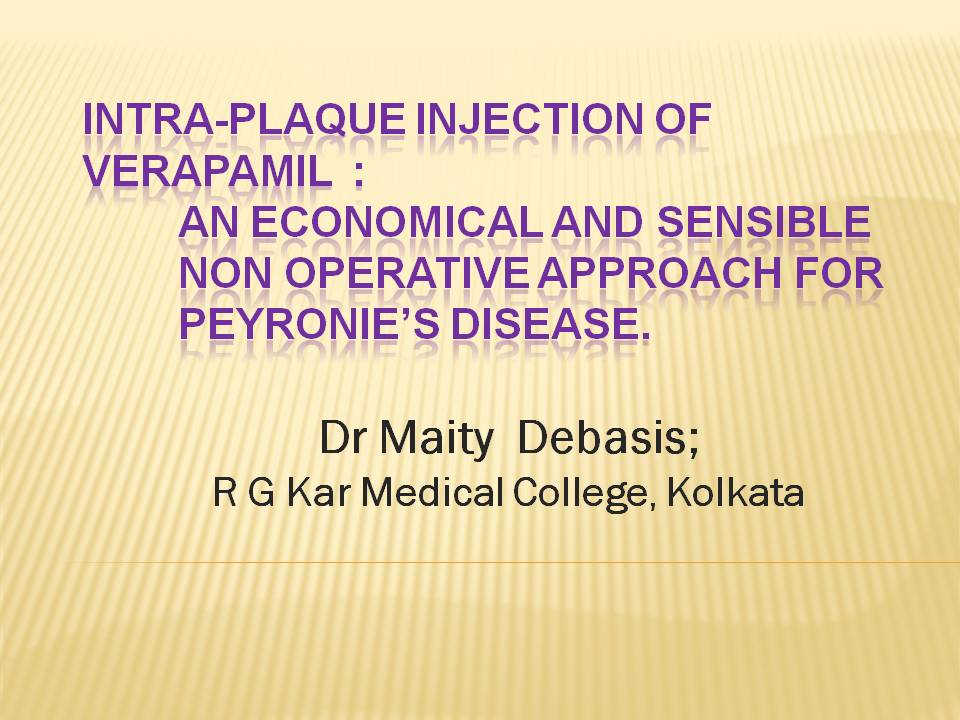 INTRA-PLAQUE INJECTION OF
VERAPAMIL :
AN ECONOMICAL AND SENSIBLE
NON OPERATIVE APPROACH FOR
PEYRONIE’S DISEASE.
Dr Maity Debasis;
R G Kar Medical College, Kolkata